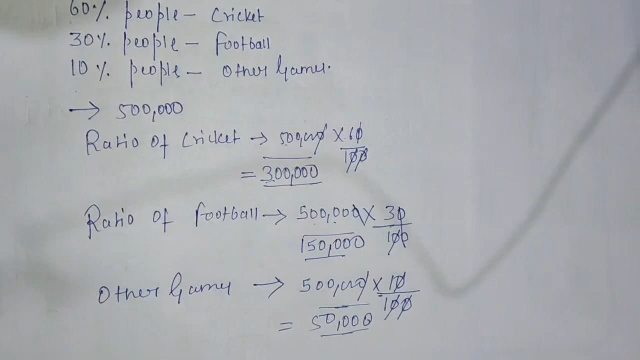 60% people - Cricket
30% people - football
10% people - Other Games.
→ 500,000
Ratio of Cricket → 500,000 × 60/100
= 300,000
Ratio of football → 500,000 × 30/100
150,000
Other Games → 500,000 × 10/100
= 50,000